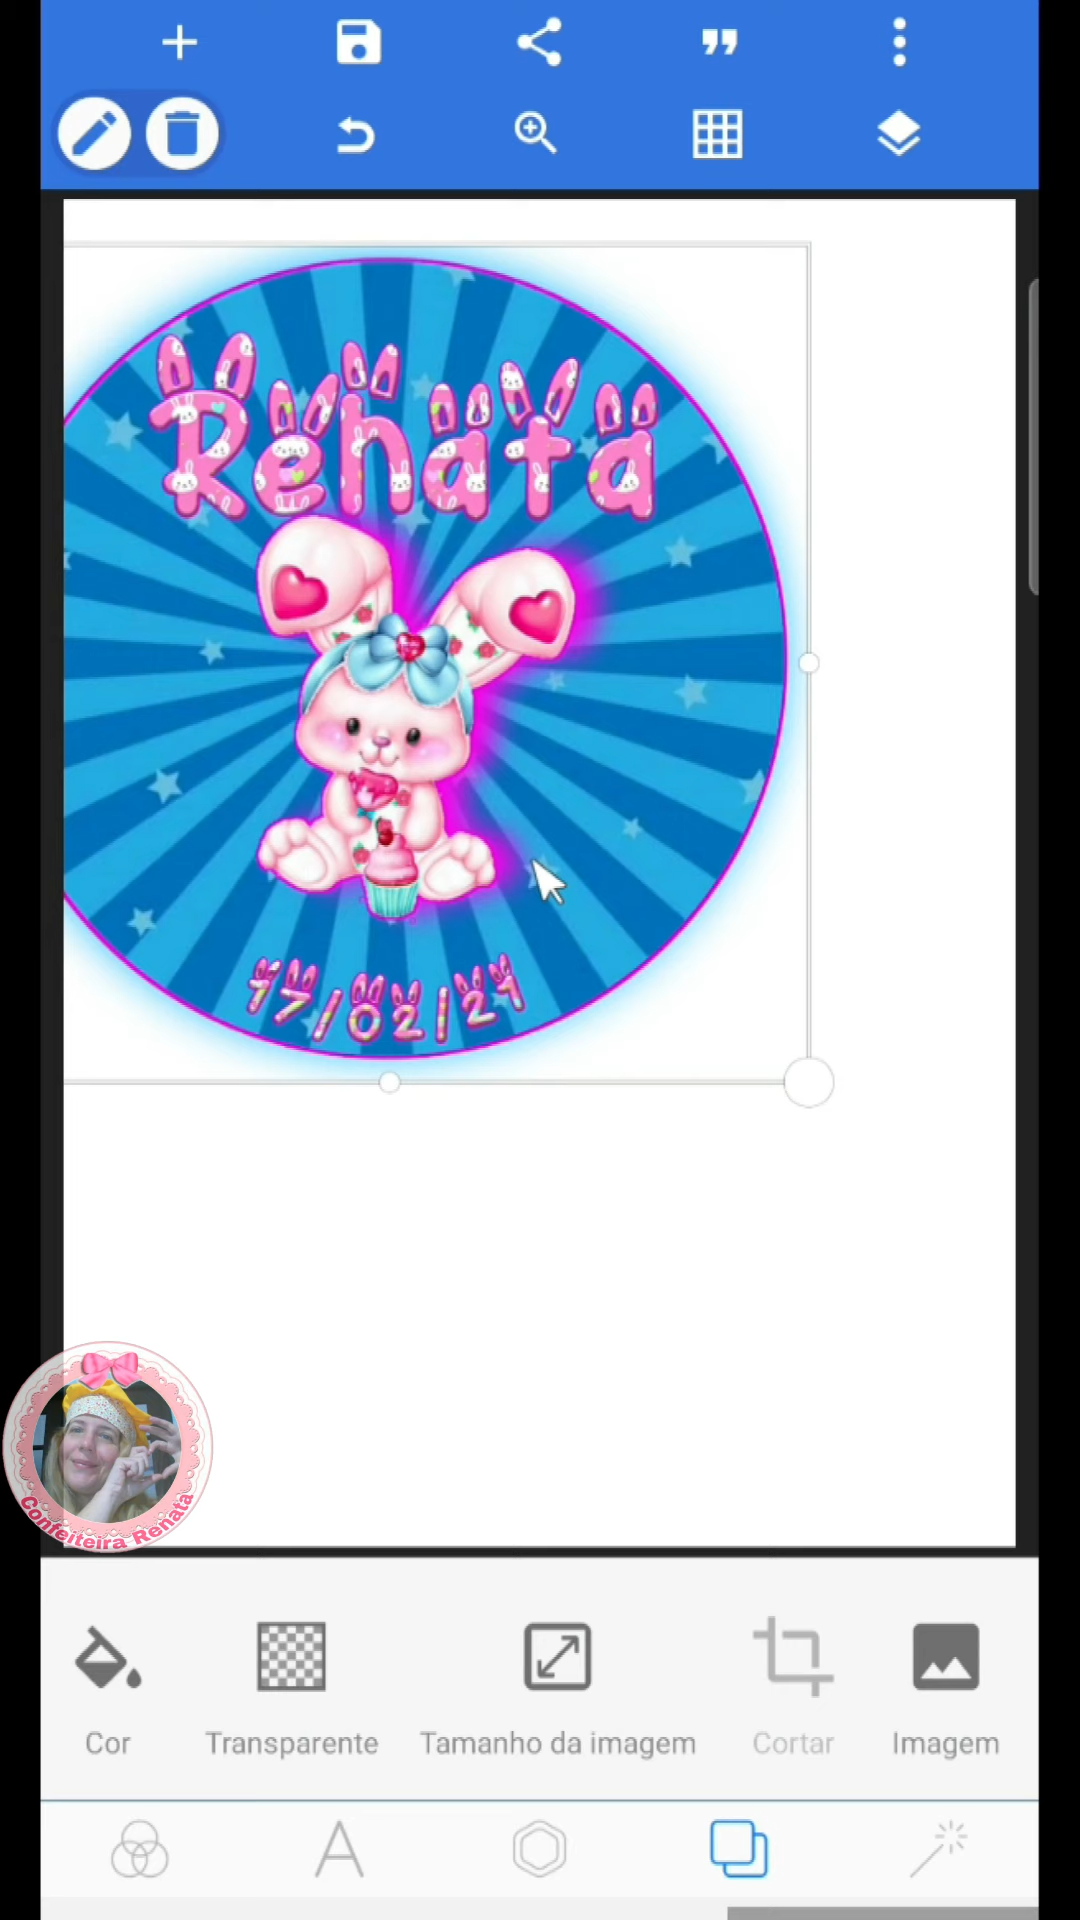 Renata
17/02/21
Confeiteira Renata
Cor
Transparente
Tamanho da imagem
Cortar
Imagem